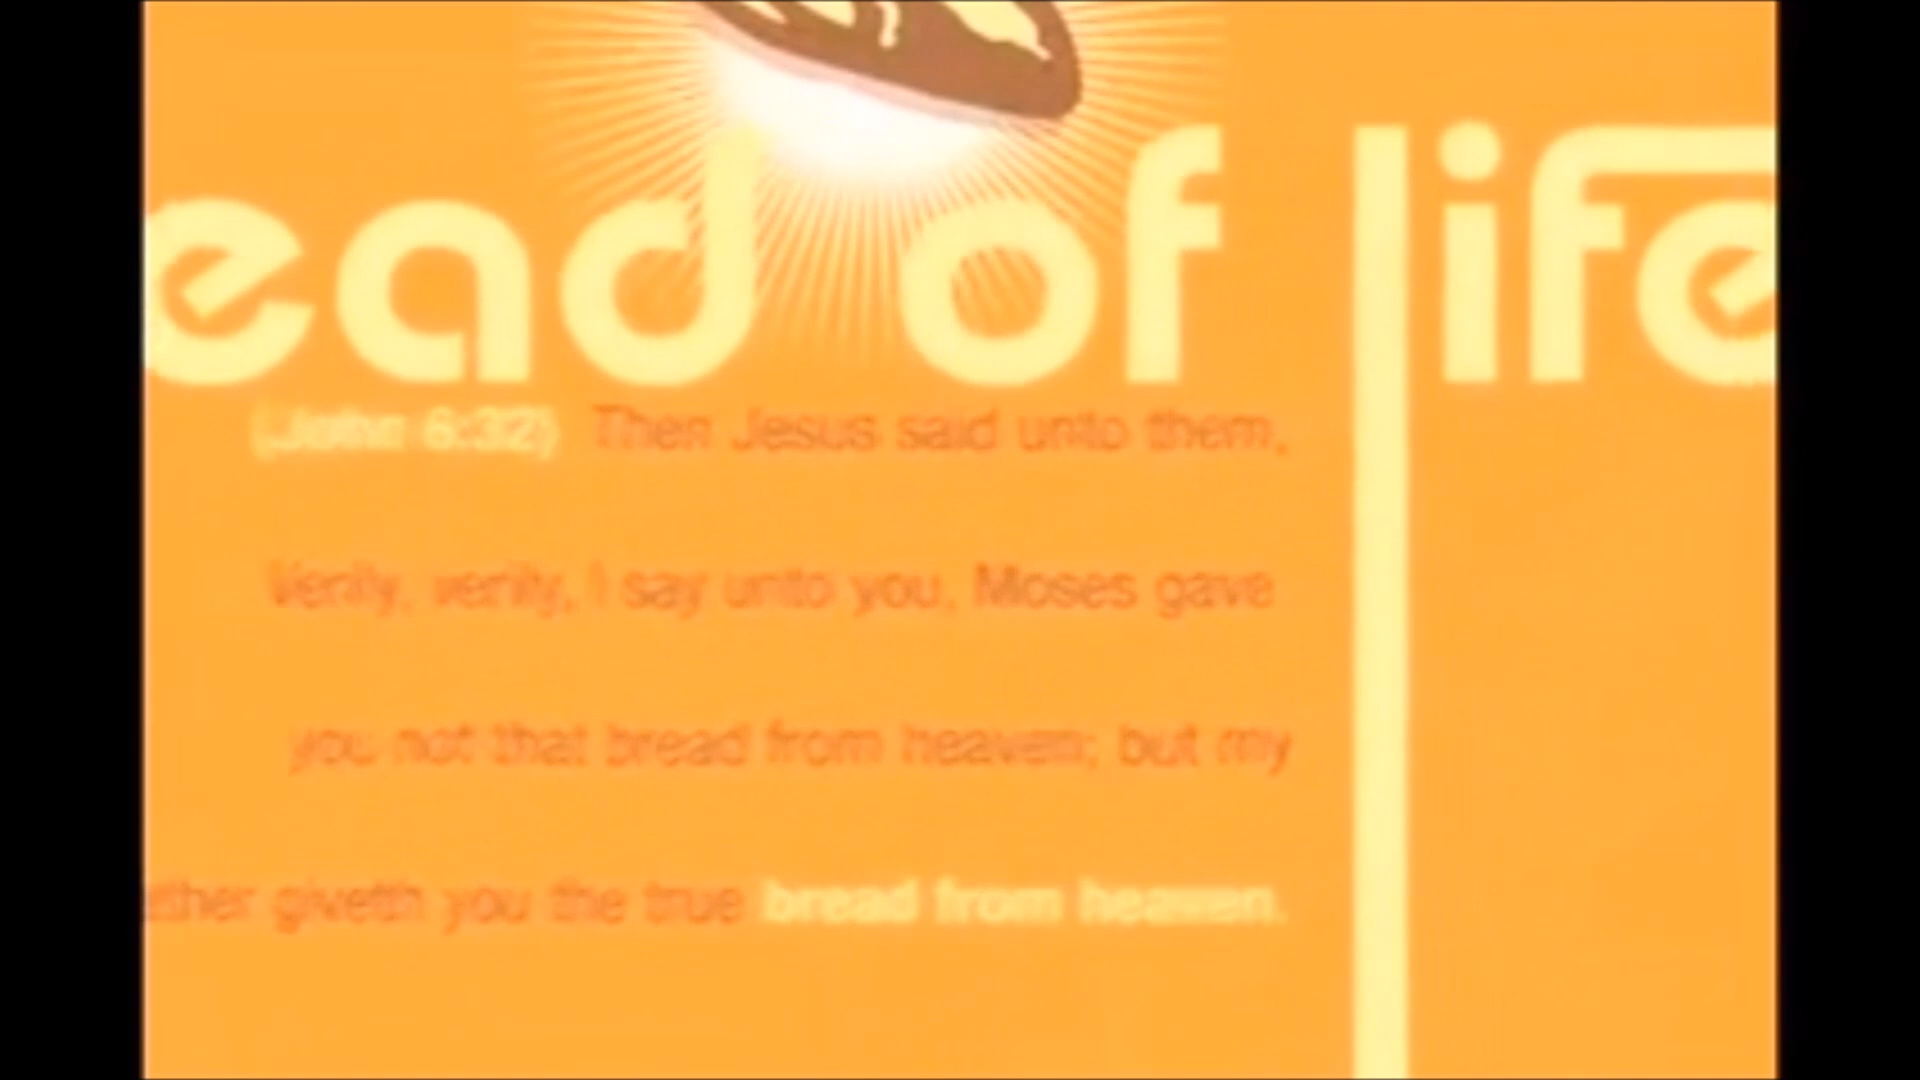 ead of life
(John 6:32) Then Jesus said unto them,
Verily, verily, I say unto you, Moses gave
you not that bread from heaven; but my
ather giveth you the true bread from heaven.